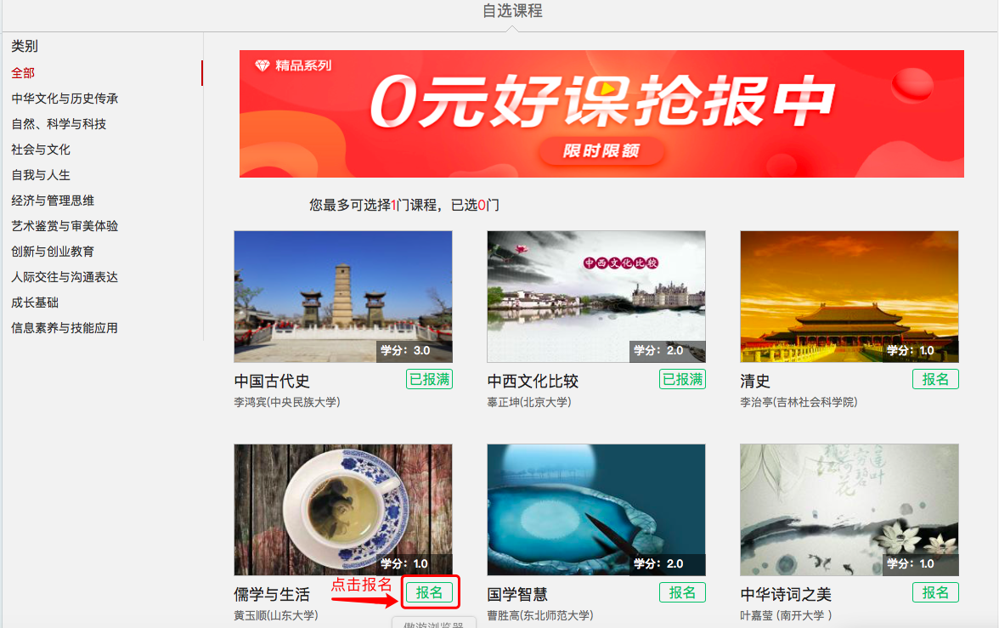 自选课程
类别
全部
中华文化与历史传承
自然、科学与科技
社会与文化
自我与人生
经济与管理思维
艺术鉴赏与审美体验
创新与创业教育
人际交往与沟通表达
成长基础
信息素养与技能应用
精品系列
0元好课抢报中
限时限额
您最多可选择1门课程，已选0门
中西文化比较
学分：3.0
学分：2.0
学分：1.0
中国古代史 已报满
中西文化比较 已报满
清史 报名
李鸿宾(中央民族大学)
辜正坤(北京大学)
李治亭(吉林社会科学院)
学分：1.0
学分：2.0
学分：1.0
儒学与生活 点击报名 报名
国学智慧 报名
中华诗词之美 报名
黄玉顺(山东大学)
曹胜高(东北师范大学)
叶嘉莹 (南开大学 )
傲游浏览器